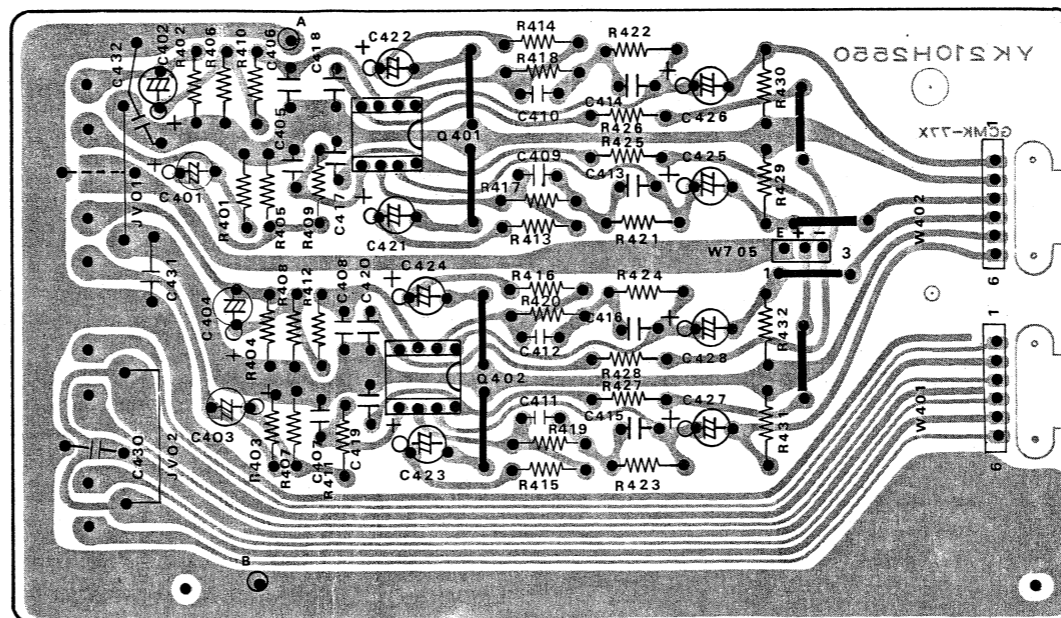 A
C432
C402
R402
R406
R410
C406
C418
C422
R414
R418
C410
R422
C414
R426
C426
R430
YK210H2550
GCMK-77X
C405
Q401
C409
R425
C413
C425
R429
R417
R413
R421
JV01
C401
R401
R405
R409
C417
C421
E + -
W705
3
1
W402
1
6
C431
C404
R408
R412
C408
C420
C424
R416
R420
C412
R424
C416
R428
C428
R432
R404
Q402
R427
C411
C415
C427
R431
R419
R415
R423
C403
R403
R407
C407
R411
C419
C423
C430
JV02
W401
1
6
B